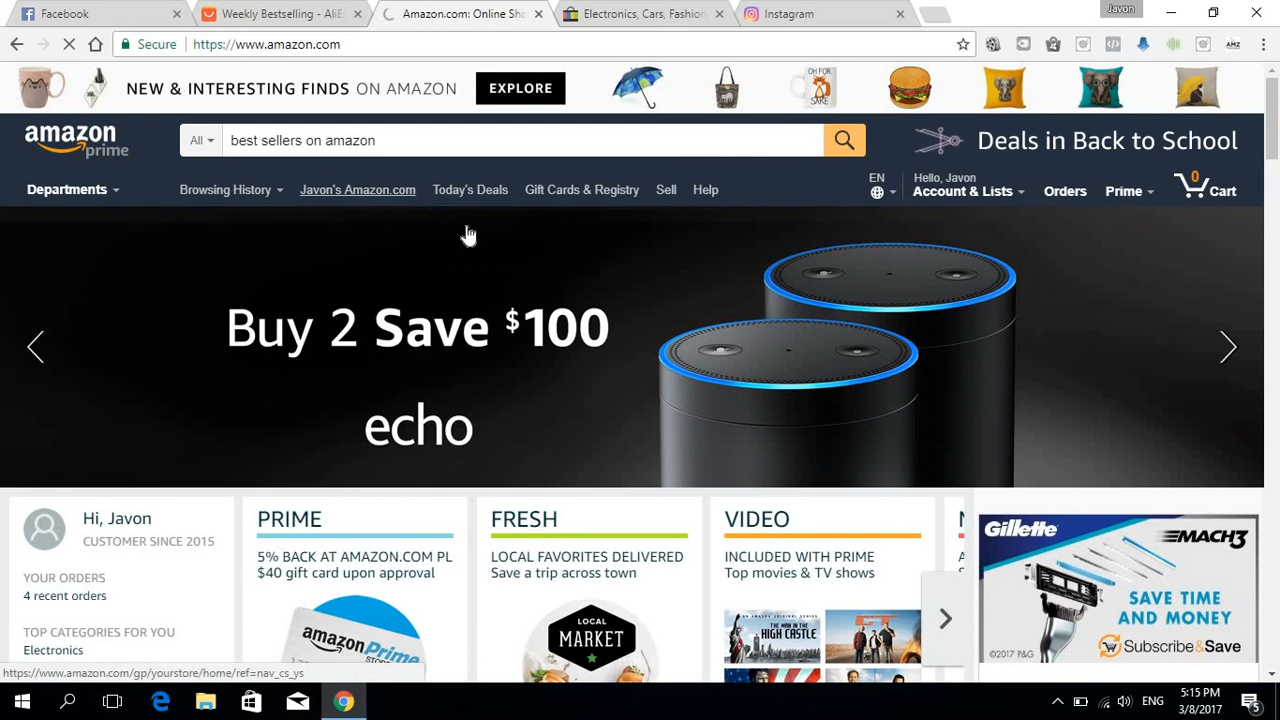 Facebook
Weekly Bestselling - AliE
Amazon.com: Online Sho
Electronics, Cars, Fashion
Instagram
Javon
Secure https://www.amazon.com
AMZ
NEW & INTERESTING FINDS ON AMAZON
EXPLORE
OH FOR
SAKE
amazon
prime
All
best sellers on amazon
Deals in Back to School
Departments
Browsing History
Javon's Amazon.com
Today's Deals
Gift Cards & Registry
Sell
Help
EN
Hello, Javon
Account & Lists
Orders
Prime
0
Cart
Buy 2 Save $100
echo
Hi, Javon
CUSTOMER SINCE 2015
YOUR ORDERS
4 recent orders
TOP CATEGORIES FOR YOU
Electronics
PRIME
5% BACK AT AMAZON.COM PL
$40 gift card upon approval
amazon Prime
FRESH
LOCAL FAVORITES DELIVERED
Save a trip across town
LOCAL
MARKET
VIDEO
INCLUDED WITH PRIME
Top movies & TV shows
THE MAN IN THE
HIGH CASTLE
Gillette
MACH3
SAVE TIME
AND MONEY
©2017 P&G
Subscribe&Save
https://www.amazon.com/gp/yourstore/home/ref=nav_cs_ys
ENG
5:15 PM
3/8/2017
5